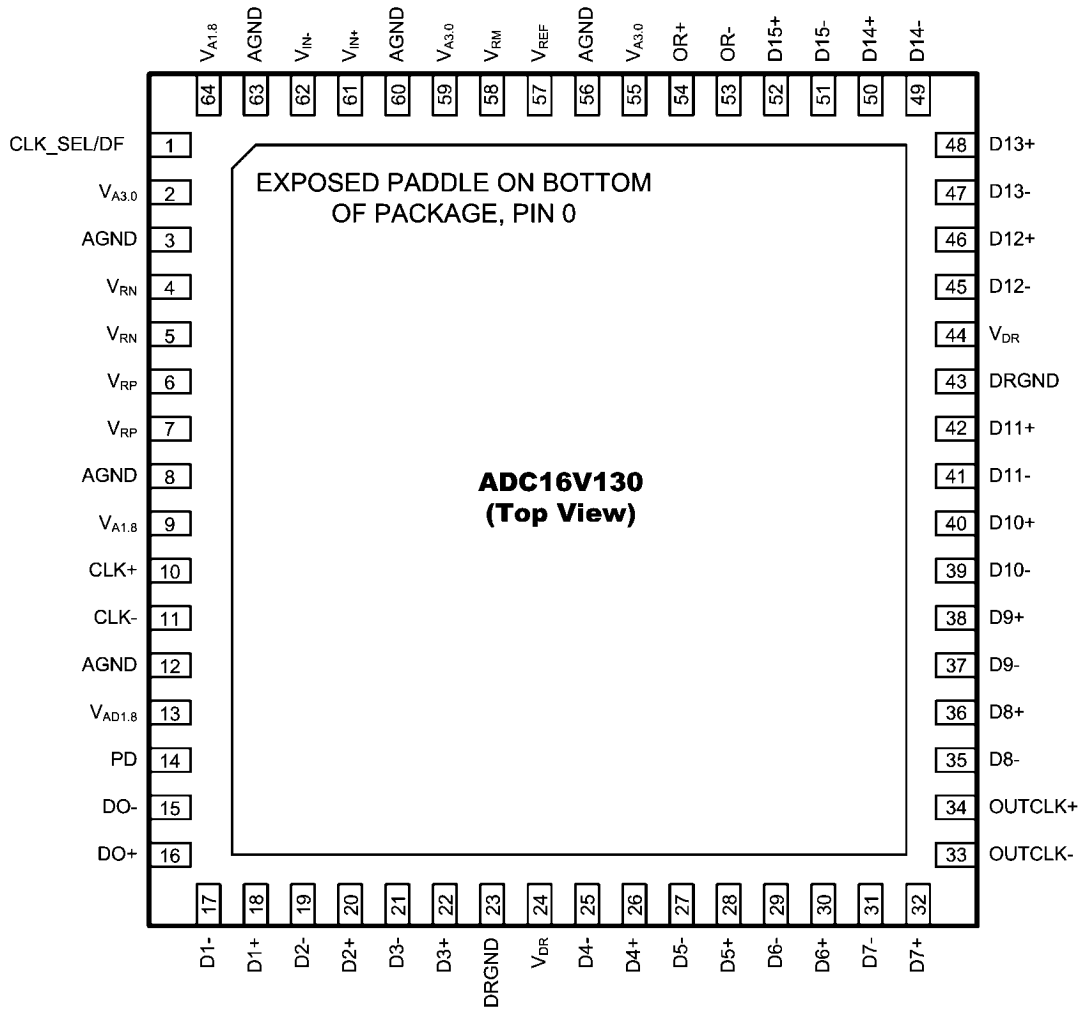 VA1.8
AGND
VIN-
VIN+
AGND
VA3.0
VRM
VREF
AGND
VA3.0
OR+
OR-
D15+
D15-
D14+
D14-
64
63
62
61
60
59
58
57
56
55
54
53
52
51
50
49
CLK_SEL/DF 1
VA3.0 2
AGND 3
VRN 4
VRN 5
VRP 6
VRP 7
AGND 8
VA1.8 9
CLK+ 10
CLK- 11
AGND 12
VAD1.8 13
PD 14
DO- 15
DO+ 16
EXPOSED PADDLE ON BOTTOM
OF PACKAGE, PIN 0
ADC16V130
(Top View)
48 D13+
47 D13-
46 D12+
45 D12-
44 VDR
43 DRGND
42 D11+
41 D11-
40 D10+
39 D10-
38 D9+
37 D9-
36 D8+
35 D8-
34 OUTCLK+
33 OUTCLK-
17
18
19
20
21
22
23
24
25
26
27
28
29
30
31
32
D1-
D1+
D2-
D2+
D3-
D3+
DRGND
VDR
D4-
D4+
D5-
D5+
D6-
D6+
D7-
D7+